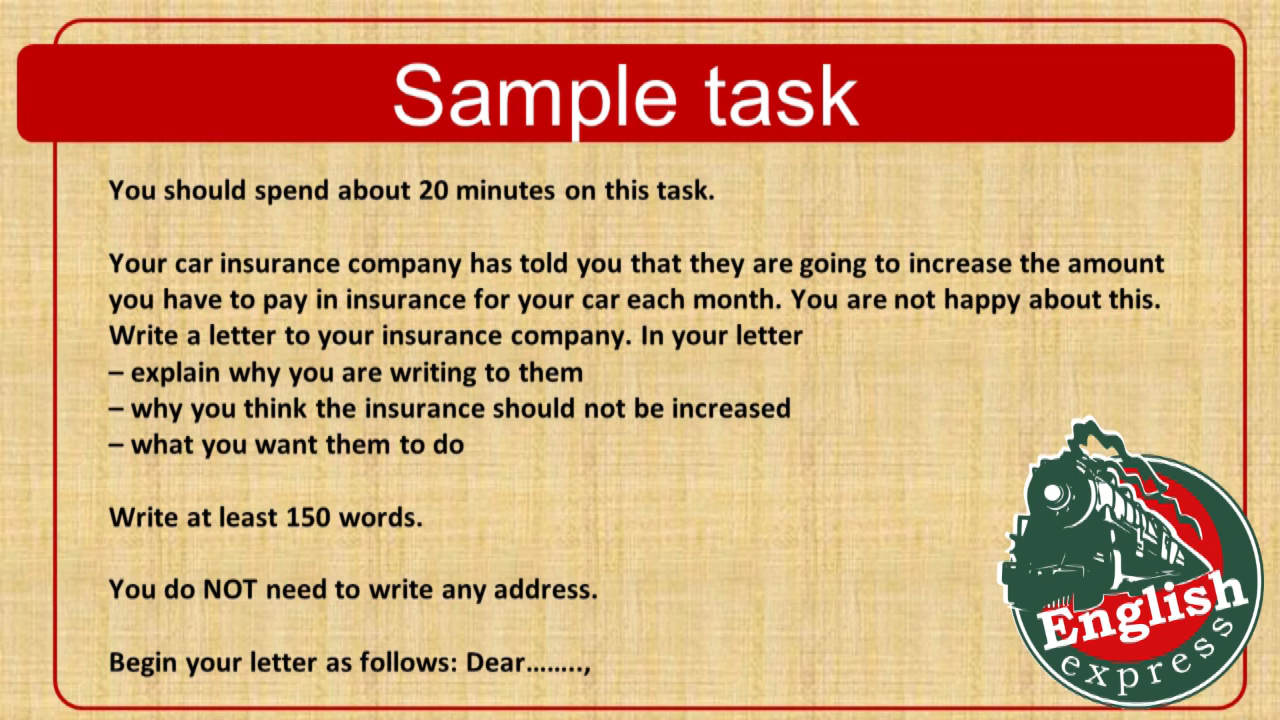 Sample task
You should spend about 20 minutes on this task.
Your car insurance company has told you that they are going to increase the amount
you have to pay in insurance for your car each month. You are not happy about this.
Write a letter to your insurance company. In your letter
– explain why you are writing to them
– why you think the insurance should not be increased
– what you want them to do
Write at least 150 words.
You do NOT need to write any address.
Begin your letter as follows: Dear........,
English
express